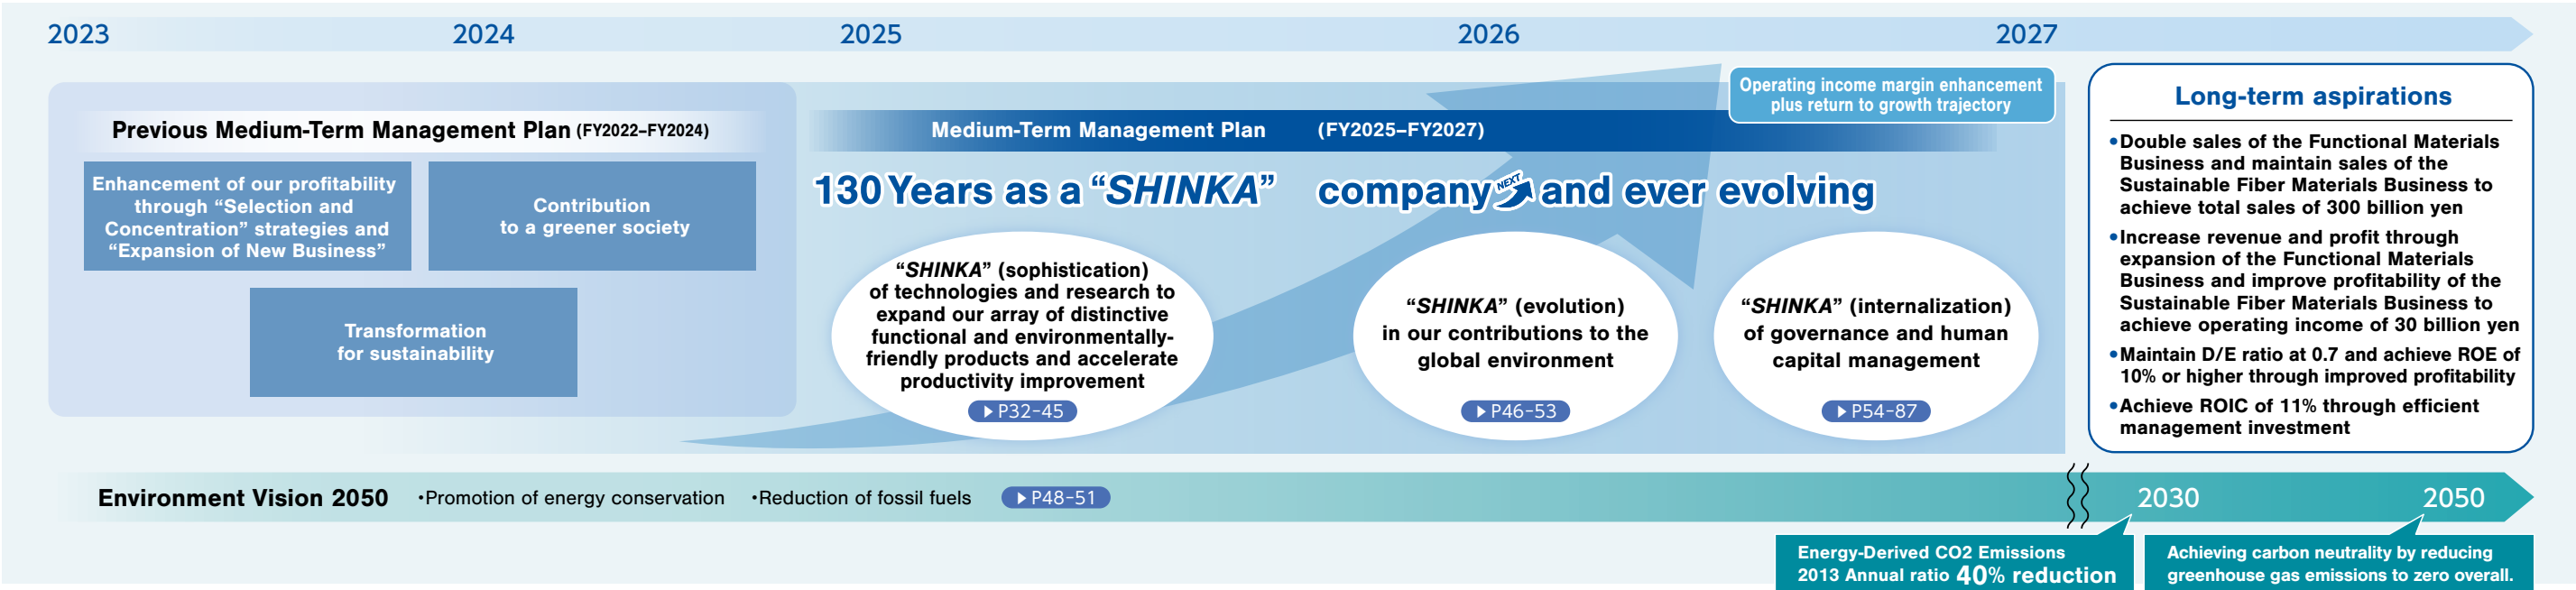 2023
2024
2025
2026
2027
Previous Medium-Term Management Plan (FY2022–FY2024)
Enhancement of our profitability
through “Selection and
Concentration” strategies and
“Expansion of New Business”
Contribution
to a greener society
Transformation
for sustainability
Operating income margin enhancement
plus return to growth trajectory
Medium-Term Management Plan (FY2025–FY2027)
130 Years as a “SHINKA” company NEXT and ever evolving
“SHINKA” (sophistication)
of technologies and research to
expand our array of distinctive
functional and environmentally-
friendly products and accelerate
productivity improvement
P32-45
“SHINKA” (evolution)
in our contributions to the
global environment
P46-53
“SHINKA” (internalization)
of governance and human
capital management
P54-87
Long-term aspirations
•Double sales of the Functional Materials
Business and maintain sales of the
Sustainable Fiber Materials Business to
achieve total sales of 300 billion yen
•Increase revenue and profit through
expansion of the Functional Materials
Business and improve profitability of the
Sustainable Fiber Materials Business to
achieve operating income of 30 billion yen
•Maintain D/E ratio at 0.7 and achieve ROE of
10% or higher through improved profitability
•Achieve ROIC of 11% through efficient
management investment
Environment Vision 2050 •Promotion of energy conservation •Reduction of fossil fuels P48-51
2030
2050
Energy-Derived CO2 Emissions
2013 Annual ratio 40% reduction
Achieving carbon neutrality by reducing
greenhouse gas emissions to zero overall.